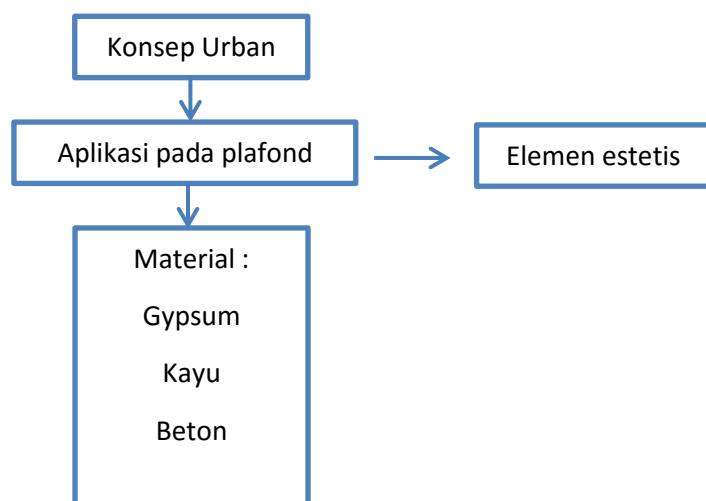 Konsep Urban
Aplikasi pada plafond
Elemen estetis
Material :
Gypsum
Kayu
Beton